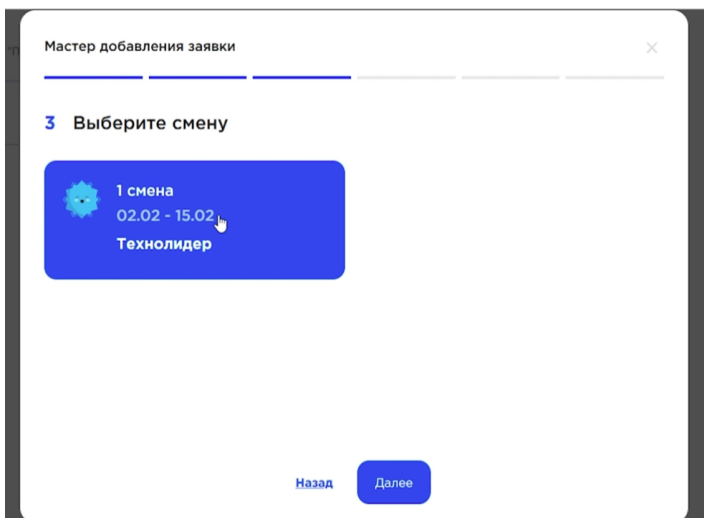 Мастер добавления заявки
3 Выберите смену
1 смена
02.02 - 15.02
Технолидер
Назад Далее